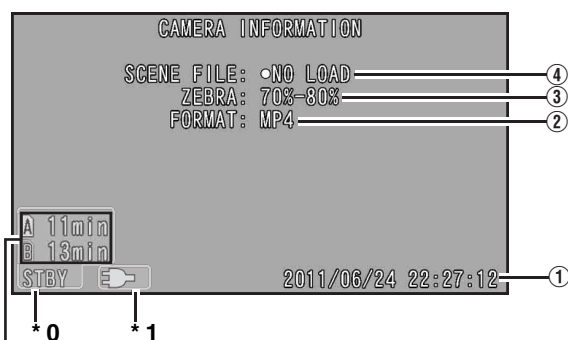 CAMERA INFORMATION
SCENE FILE: ●NO LOAD ④
ZEBRA: 70%-80% ③
FORMAT: MP4 ②
A 11min
B 13min
STBY
2011/06/24 22:27:12 ①
*0 *1